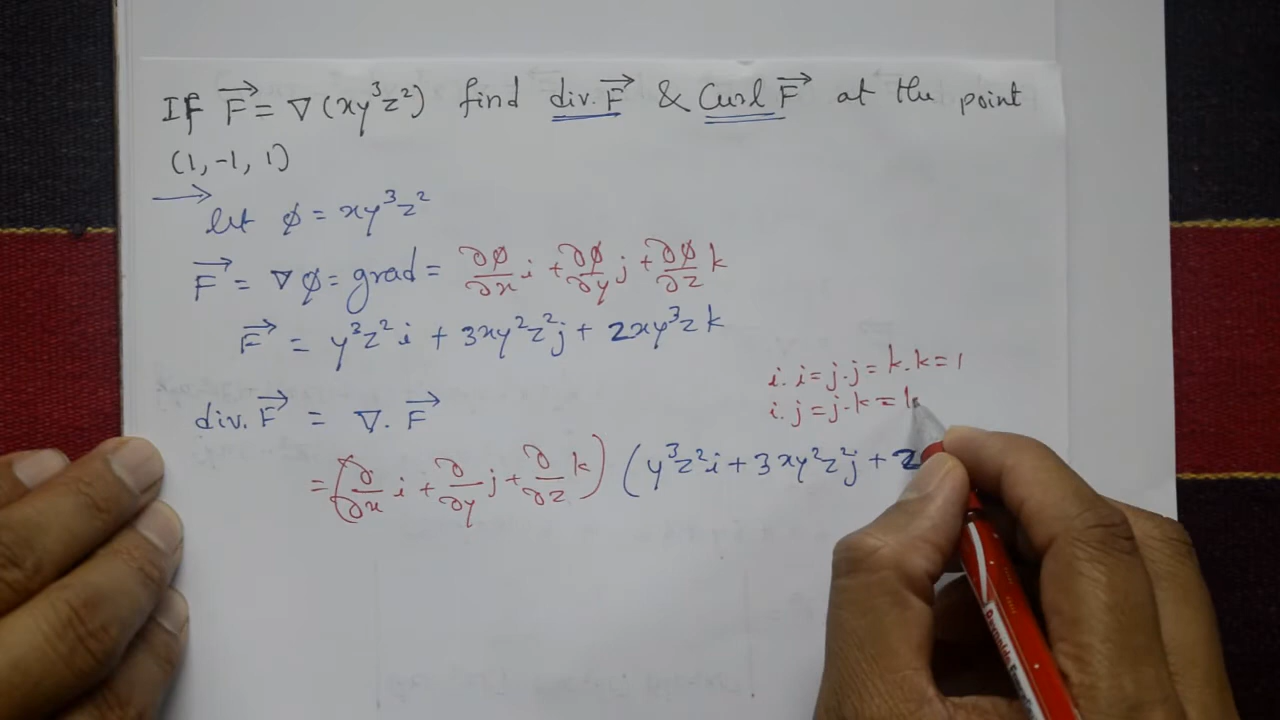 If F⃗ = ∇(xy³z²) find div.F⃗ & Curl F⃗ at the point
(1, -1, 1)
→ let φ = xy³z²
F⃗ = ∇φ = grad = ∂φ/∂x i + ∂φ/∂y j + ∂φ/∂z k
F⃗ = y³z² i + 3xy²z² j + 2xy³z k
i.i = j.j = k.k = 1
i.j = j.k = k
div.F⃗ = ∇.F⃗
= (∂/∂x i + ∂/∂y j + ∂/∂z k) (y³z² i + 3xy²z² j + 2
Reynolds